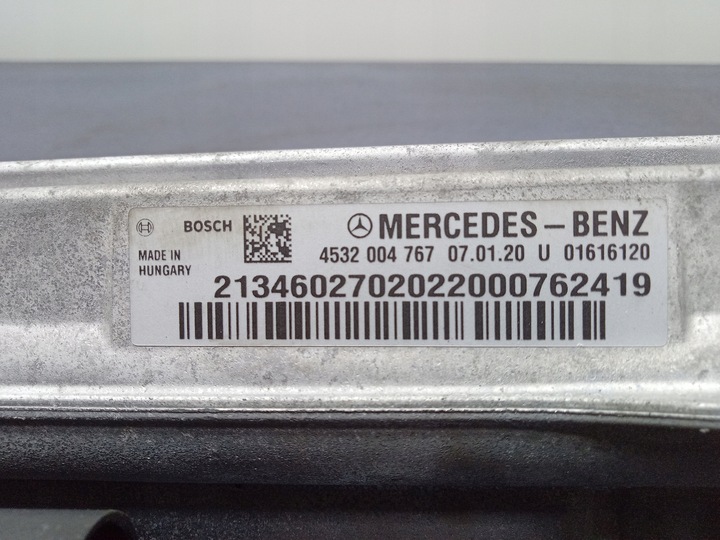 BOSCH
MERCEDES-BENZ
MADE IN
HUNGARY
4532 004 767 07.01.20 U 01616120
2134602702022000762419